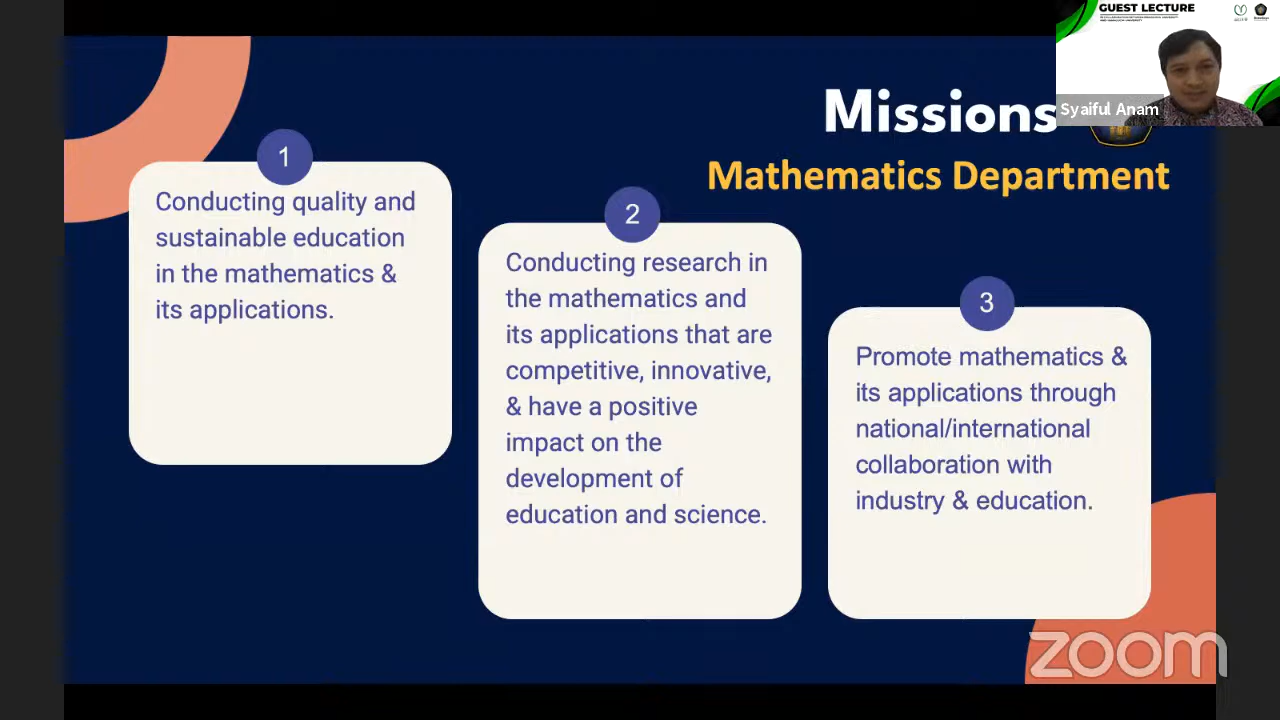 GUEST LECTURE
Syaiful Anam
Missions
Mathematics Department
1
Conducting quality and
sustainable education
in the mathematics &
its applications.
2
Conducting research in
the mathematics and
its applications that are
competitive, innovative,
& have a positive
impact on the
development of
education and science.
3
Promote mathematics &
its applications through
national/international
collaboration with
industry & education.
zoom